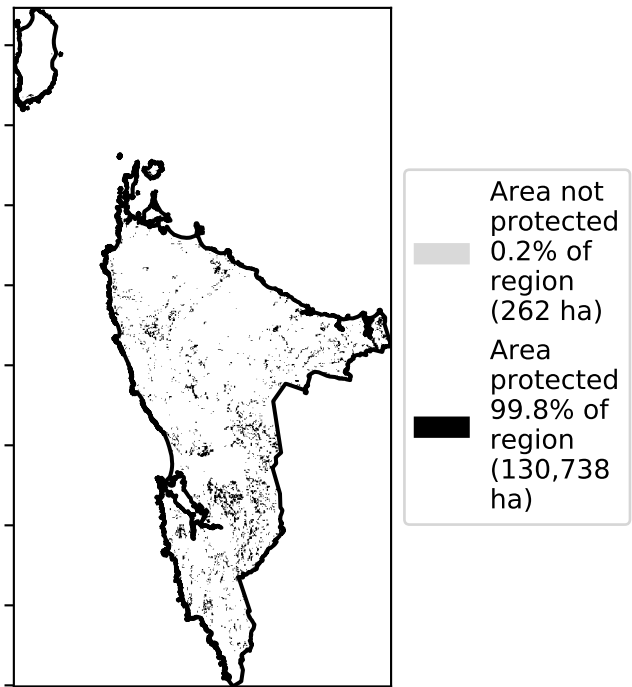 Area not
protected
0.2% of
region
(262 ha)
Area
protected
99.8% of
region
(130,738
ha)